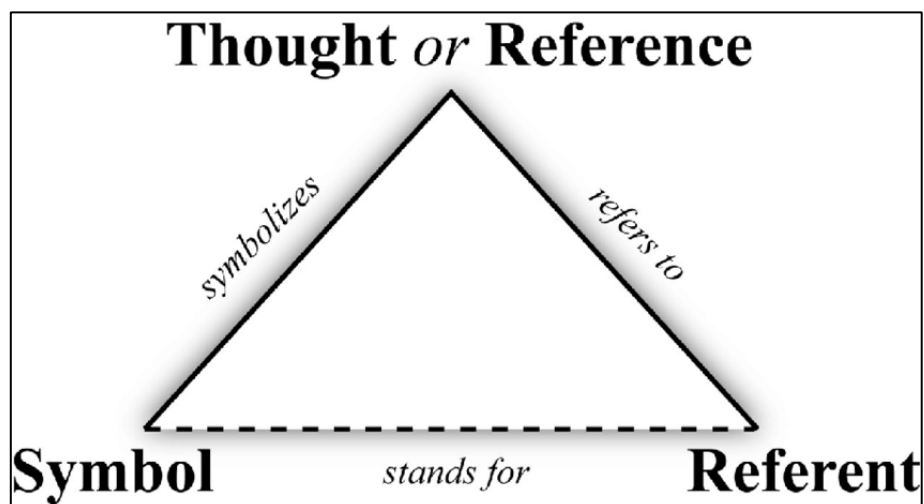 Thought or Reference
symbolizes
refers to
Symbol
stands for
Referent